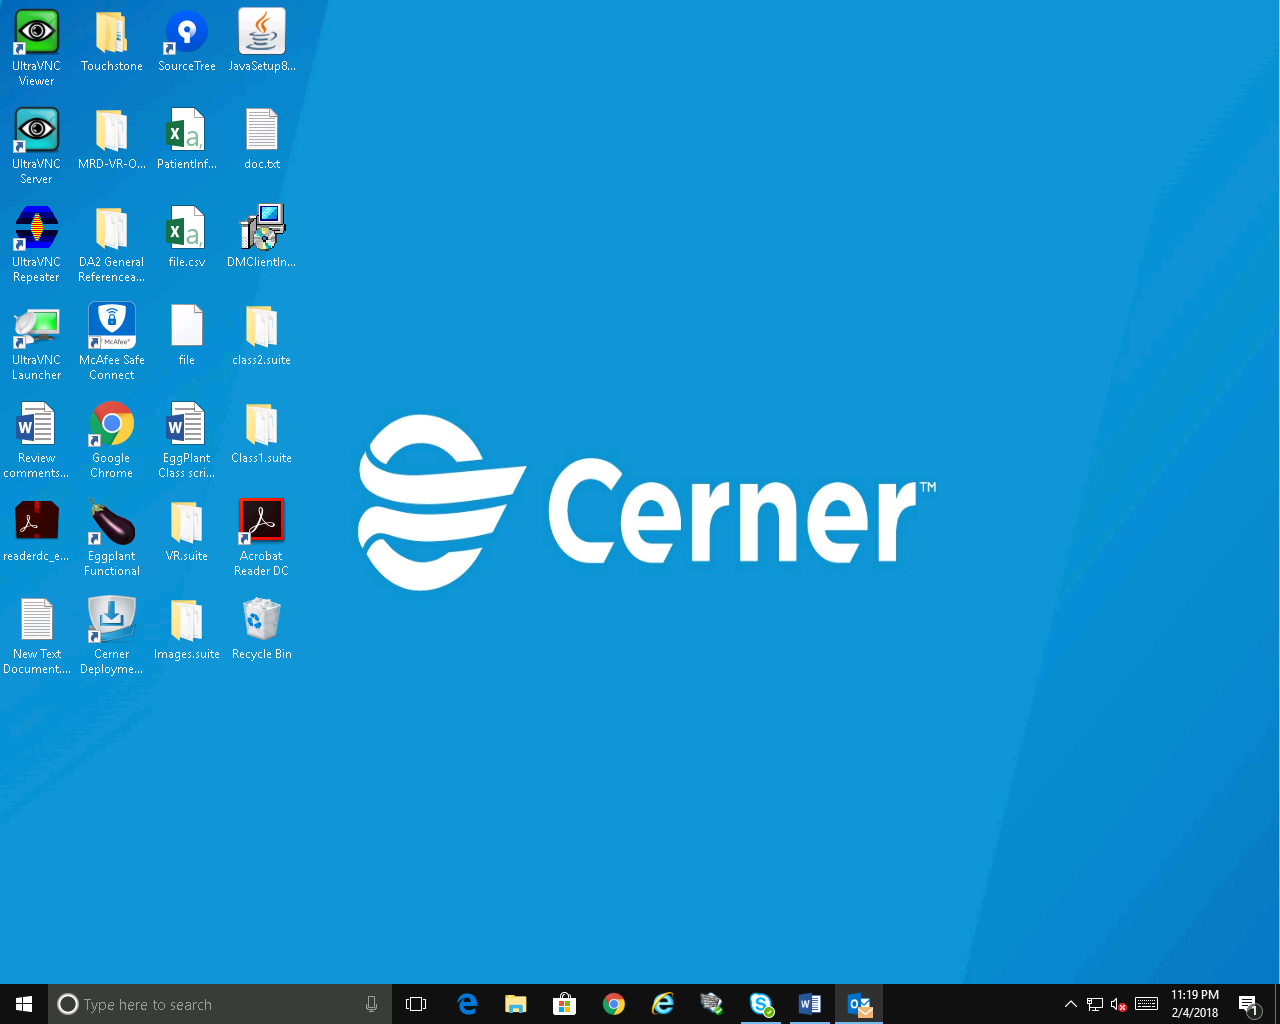 UltraVNC
Viewer
Touchstone
SourceTree
JavaSetup8...
UltraVNC
Server
MRD-VR-O...
PatientInf...
doc.txt
UltraVNC
Repeater
DA2 General
Referencea...
file.csv
DMClientIn...
UltraVNC
Launcher
McAfee®
McAfee Safe
Connect
file
class2.suite
Review
comments...
Google
Chrome
EggPlant
Class scri...
Class1.suite
readerdc_e...
Eggplant
Functional
VR.suite
Acrobat
Reader DC
New Text
Document....
Cerner
Deployme...
Images.suite
Recycle Bin
Cerner™
Type here to search
11:19 PM
2/4/2018
1